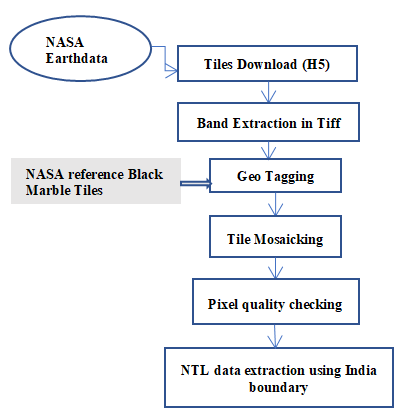 NASA
Earthdata
Tiles Download (H5)
Band Extraction in Tiff
NASA reference Black
Marble Tiles
Geo Tagging
Tile Mosaicking
Pixel quality checking
NTL data extraction using India
boundary